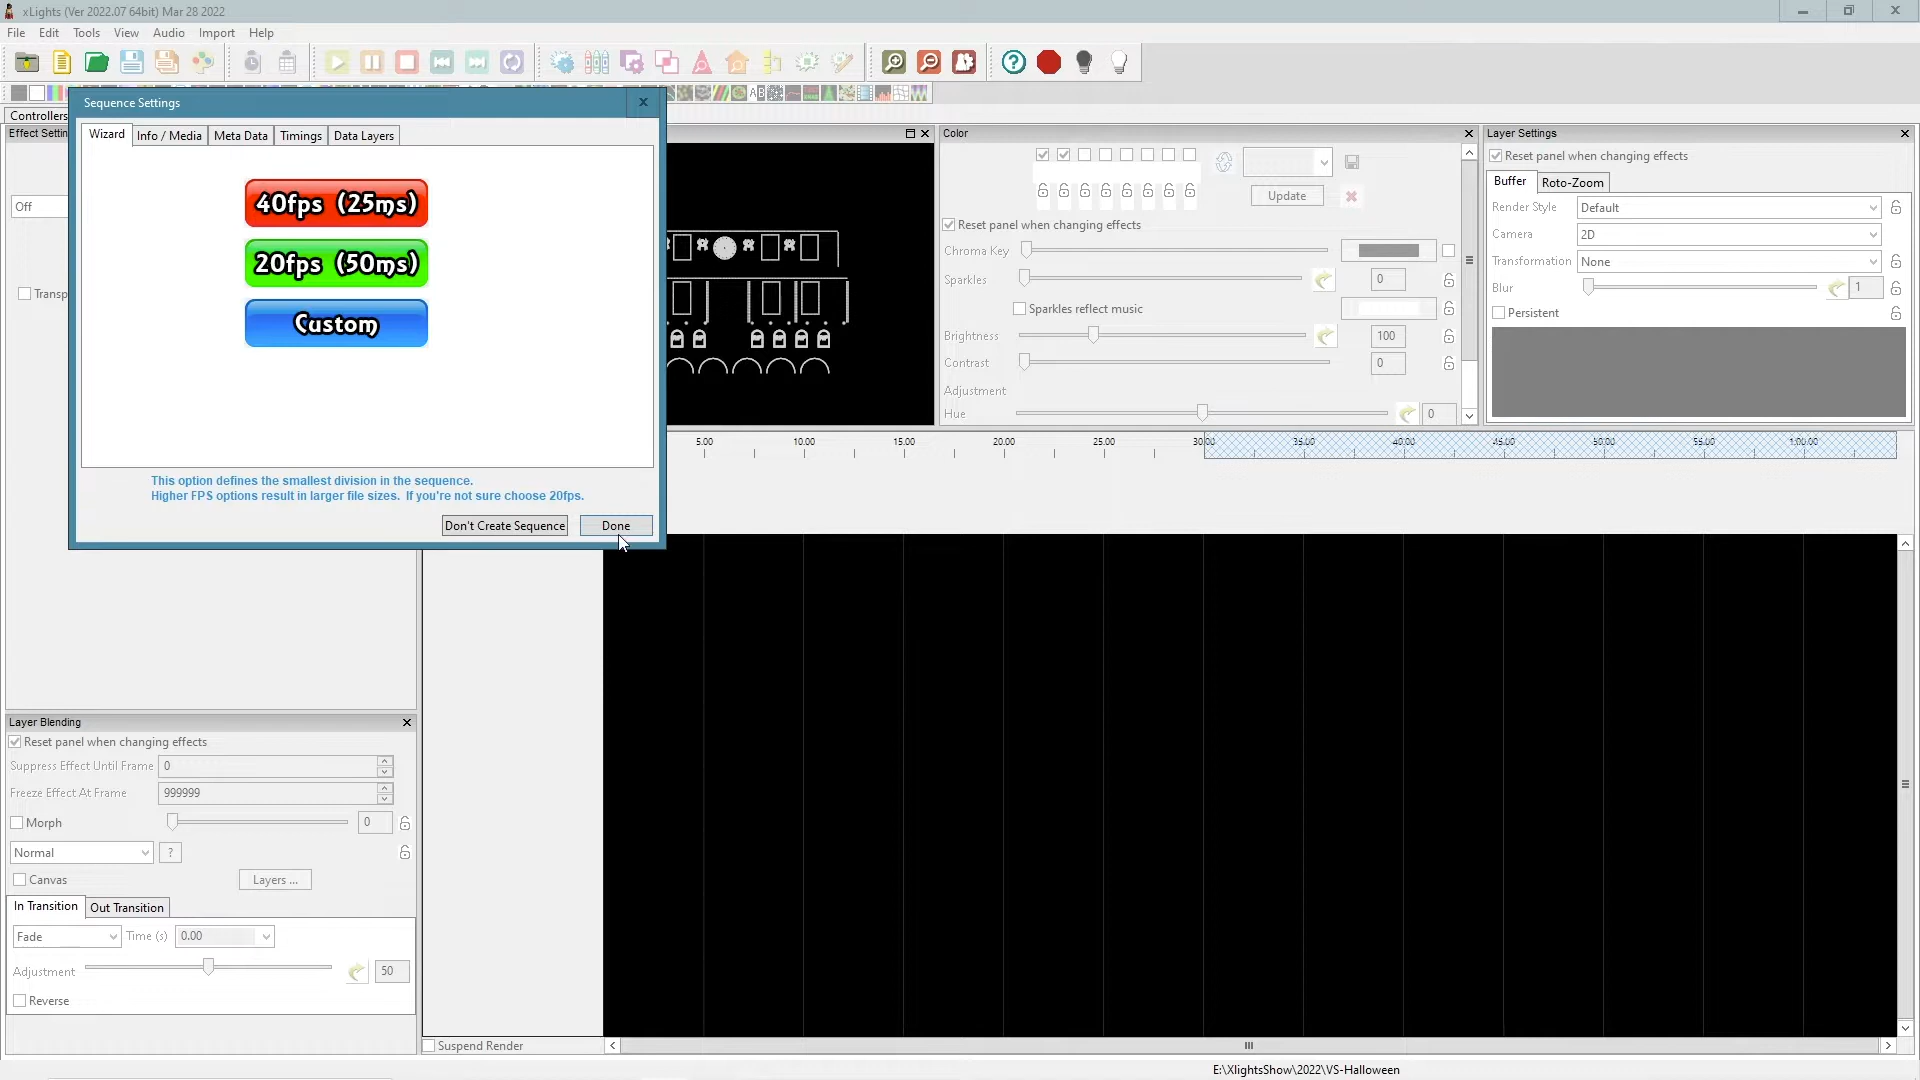 xLights (Ver 2022.07 64bit) Mar 28 2022
File Edit Tools View Audio Import Help
Controllers
Sequence Settings
Wizard Info / Media Meta Data Timings Data Layers
40fps (25ms)
20fps (50ms)
Custom
This option defines the smallest division in the sequence.
Higher FPS options result in larger file sizes. If you're not sure choose 20fps.
Don't Create Sequence Done
Off
Color
Update
Reset panel when changing effects
Chroma Key
Sparkles 0
Sparkles reflect music
Brightness 100
Contrast 0
Adjustment
Hue 0
Layer Settings
Reset panel when changing effects
Buffer Roto-Zoom
Render Style Default
Camera 2D
Transformation None
Blur 1
Persistent
5.00 10.00 15.00 20.00 25.00 30.00 35.00 40.00 45.00 50.00 55.00 1:00.00
Layer Blending
Reset panel when changing effects
Suppress Effect Until Frame 0
Freeze Effect At Frame 999999
Morph 0
Normal ?
Canvas Layers ...
In Transition Out Transition
Fade Time (s) 0.00
Adjustment 50
Reverse
Suspend Render
E:\XlightsShow\2022\VS-Halloween